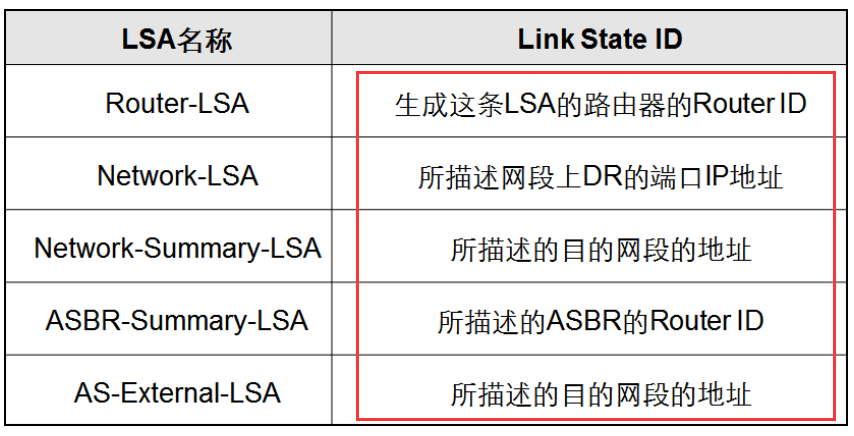 LSA名称 Link State ID
Router-LSA 生成这条LSA的路由器的Router ID
Network-LSA 所描述网段上DR的端口IP地址
Network-Summary-LSA 所描述的目的网段的地址
ASBR-Summary-LSA 所描述的ASBR的Router ID
AS-External-LSA 所描述的目的网段的地址